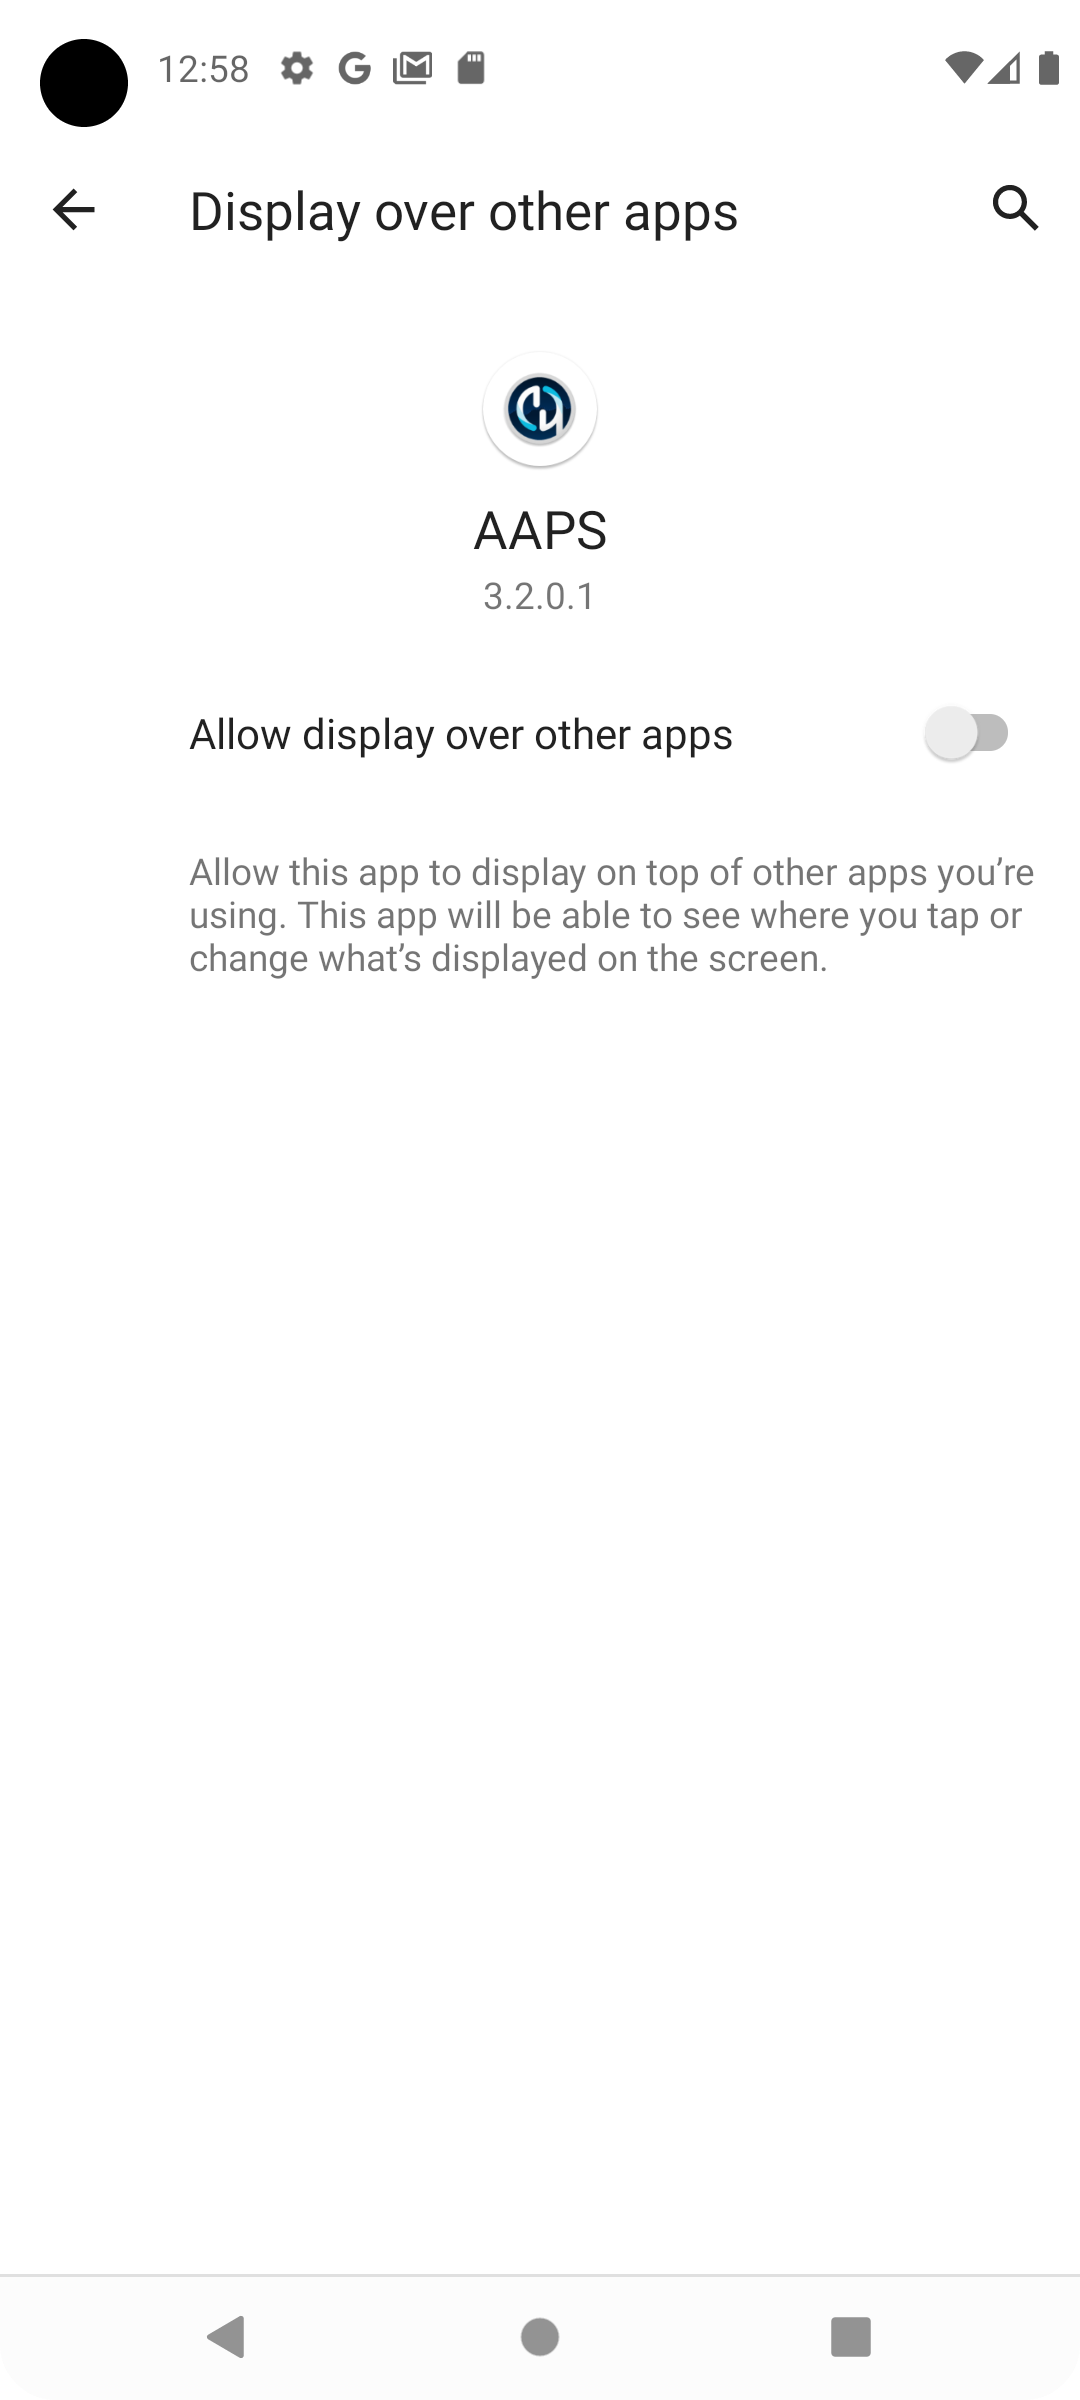 12:58
Display over other apps
AAPS
3.2.0.1
Allow display over other apps
Allow this app to display on top of other apps you’re
using. This app will be able to see where you tap or
change what’s displayed on the screen.